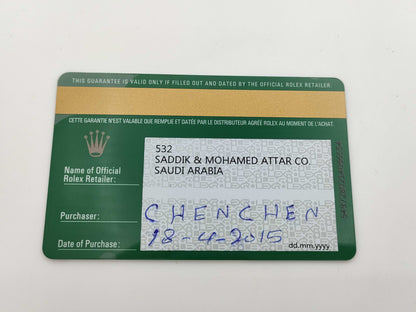 THIS GUARANTEE IS VALID ONLY IF FILLED OUT AND DATED BY THE OFFICIAL ROLEX RETAILER.
CETTE GARANTIE N'EST VALABLE QUE REMPLIE ET DATÉE PAR LE DISTRIBUTEUR AGRÉÉ ROLEX AU MOMENT DE L'ACHAT.
532
Name of Official
Rolex Retailer:
SADDIK & MOHAMED ATTAR CO.
SAUDI ARABIA
Purchaser:
CHENCHEN
Date of Purchase:
18-4-2015
dd.mm.yyyy